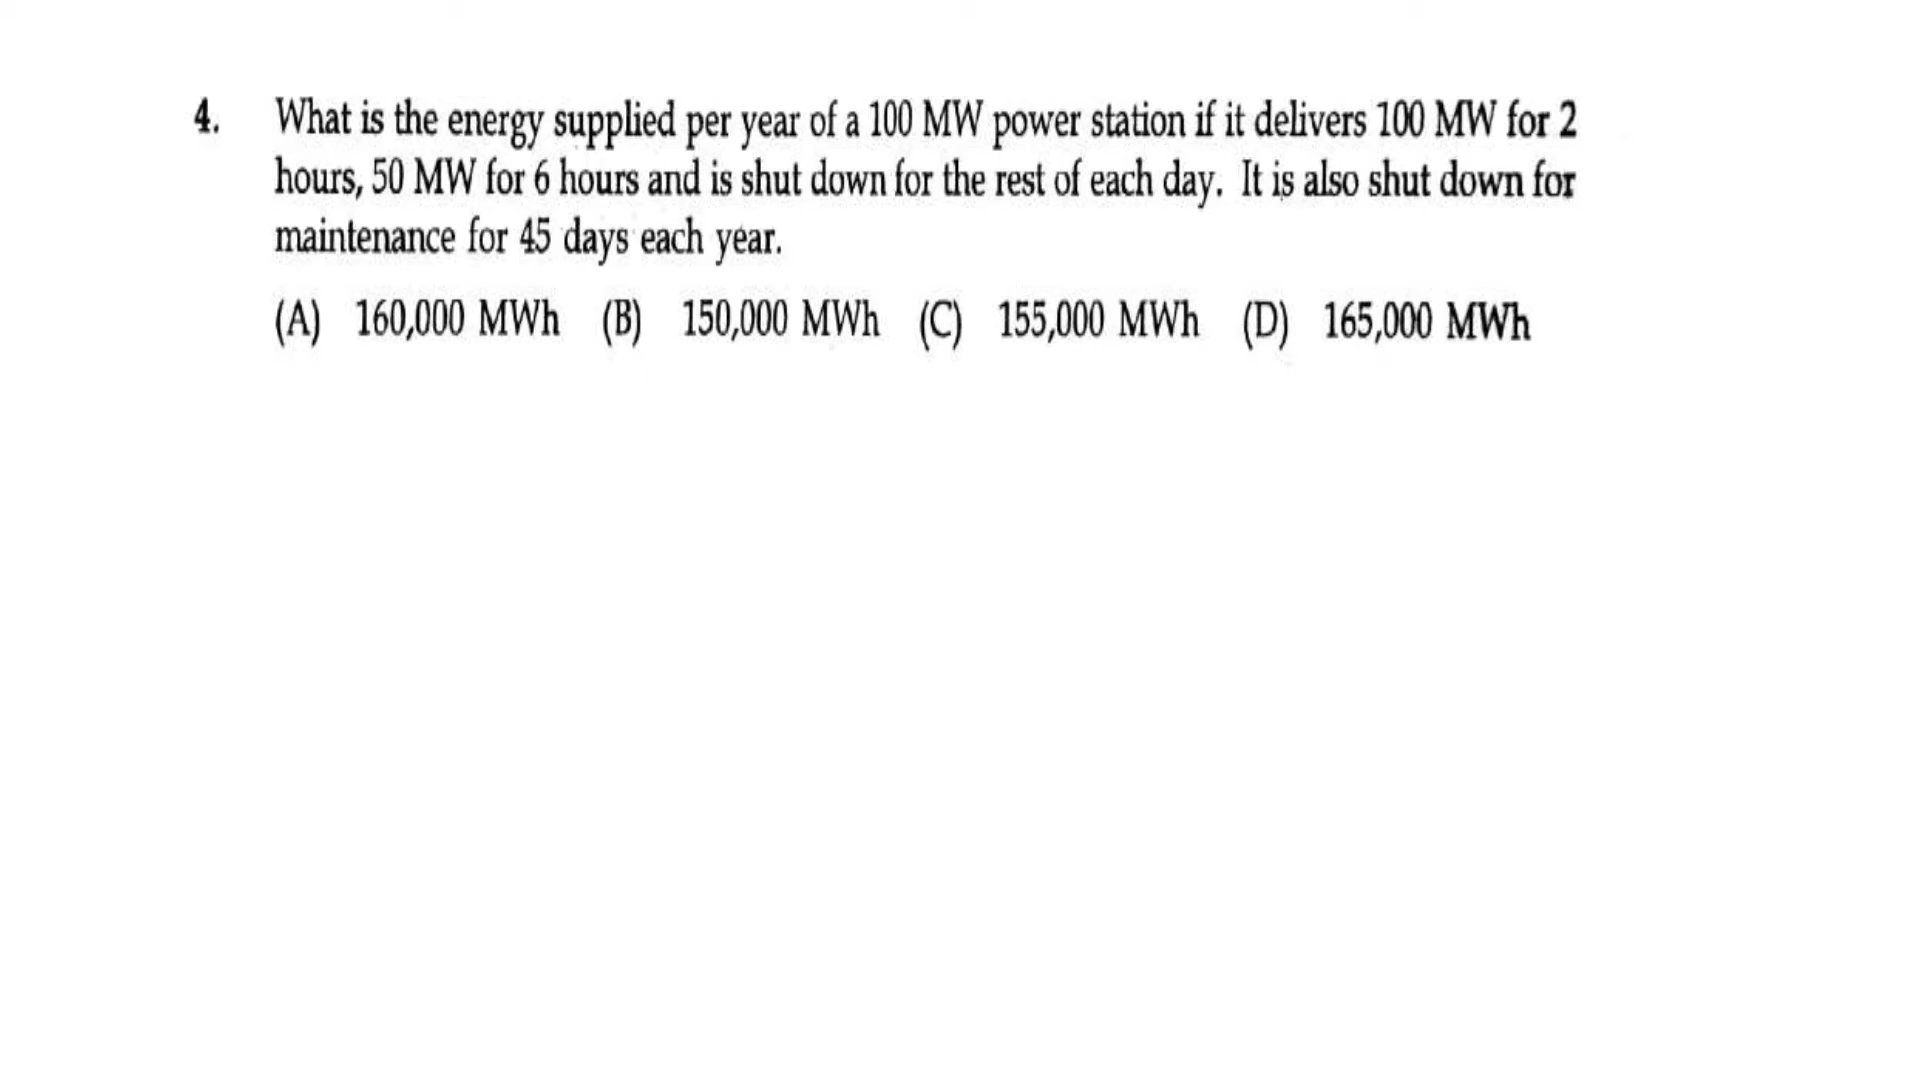 4. What is the energy supplied per year of a 100 MW power station if it delivers 100 MW for 2
hours, 50 MW for 6 hours and is shut down for the rest of each day. It is also shut down for
maintenance for 45 days each year.
(A) 160,000 MWh (B) 150,000 MWh (C) 155,000 MWh (D) 165,000 MWh